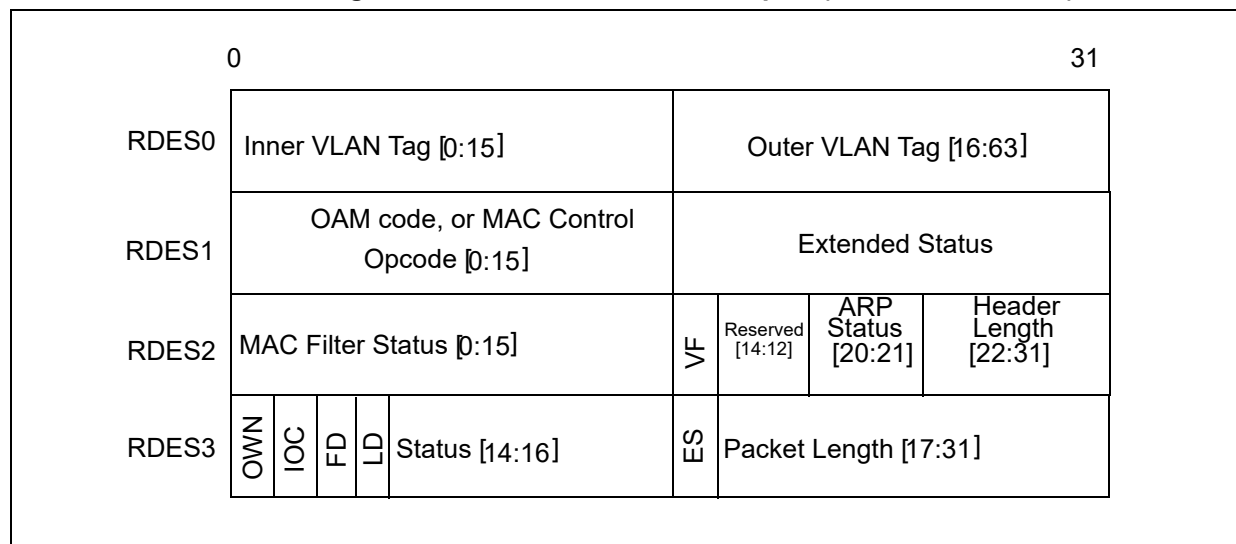 0
31
RDES0
Inner VLAN Tag [0:15]
Outer VLAN Tag [16:63]
RDES1
OAM code, or MAC Control
Opcode [0:15]
Extended Status
RDES2
MAC Filter Status [0:15]
VF
Reserved
[14:12]
ARP
Status
[20:21]
Header
Length
[22:31]
RDES3
OWN
IOC
FD
LD
Status [14:16]
ES
Packet Length [17:31]